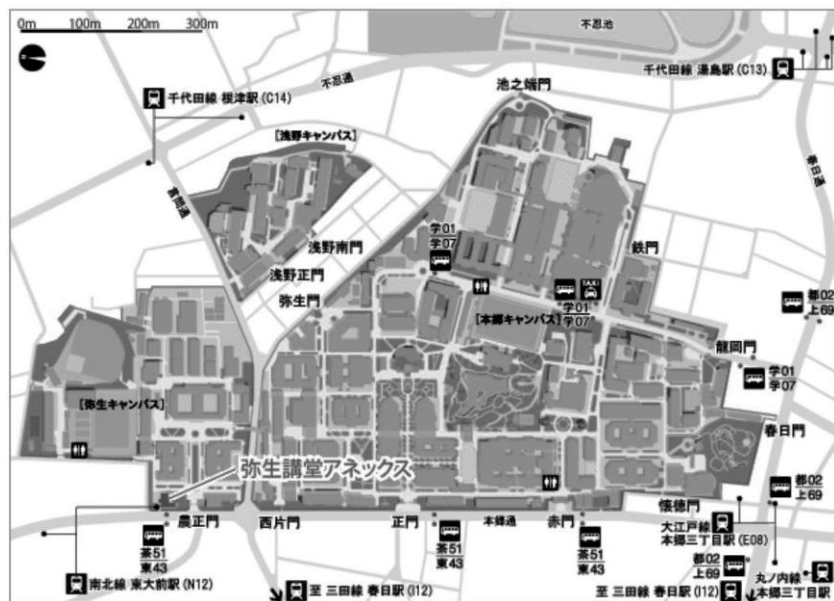 0m 100m 200m 300m
不忍池
千代田線 湯島駅(C13)
不忍通
池之端門
千代田線 根津駅(C14)
[浅野キャンパス]
春日通
言問通
学01
学07
浅野南門
鉄門
浅野正門
弥生門
TAXI
学01
学07
[本郷キャンパス]
都02
上69
龍岡門
学01
学07
[弥生キャンパス]
春日門
弥生講堂アネックス
都02
上69
懐徳門
農正門
西片門
正門
本郷通
赤門
大江戸線
本郷三丁目駅(E08)
茶51
東43
茶51
東43
茶51
東43
都02
上69
丸ノ内線
本郷三丁目駅
南北線 東大前駅(N12)
至 三田線 春日駅(I12)
至 三田線 春日駅(I12)